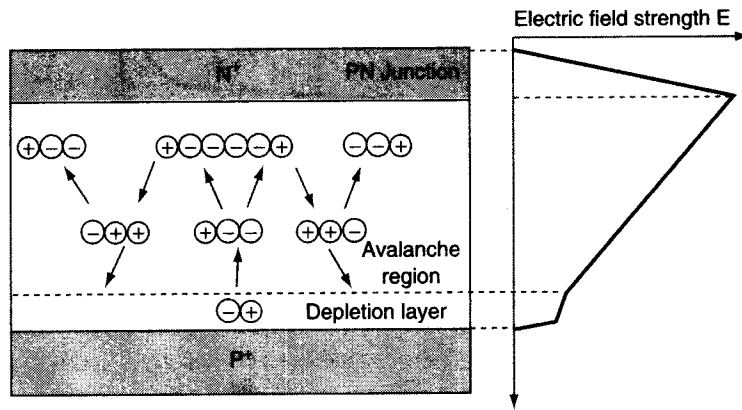 Electric field strength E
N⁺ PN Junction
+ − − + − − − − + − − +
− + + + − − + + −
Avalanche
region
− + Depletion layer
P⁺